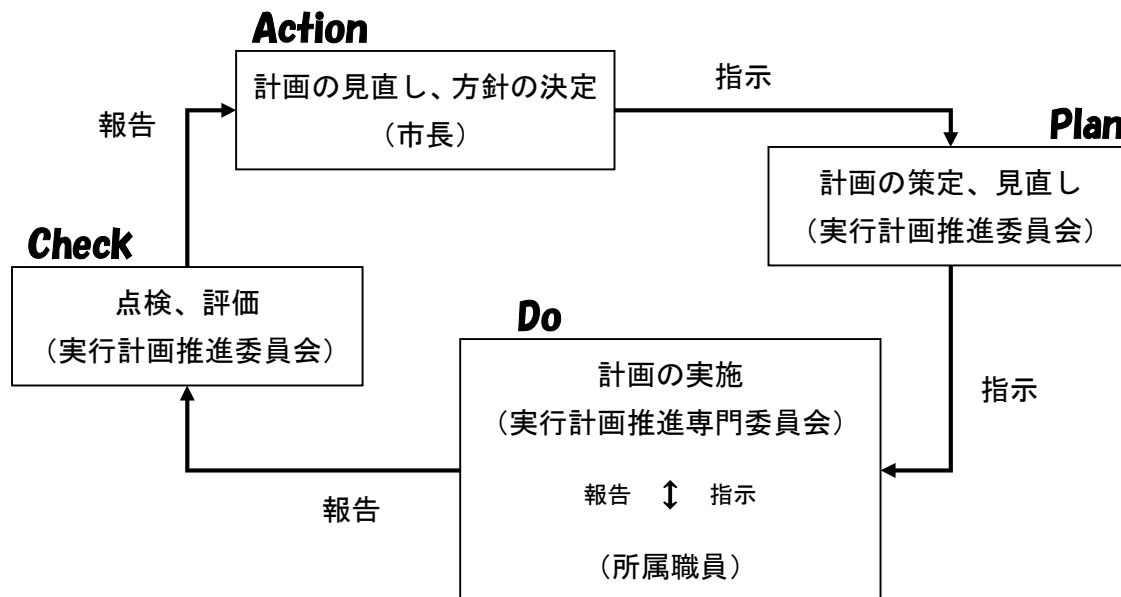 Action
計画の見直し、方針の決定
（市長）
指示
報告
Plan
計画の策定、見直し
（実行計画推進委員会）
Check
点検、評価
（実行計画推進委員会）
Do
計画の実施
（実行計画推進専門委員会）
指示
報告 ↕ 指示
報告
（所属職員）